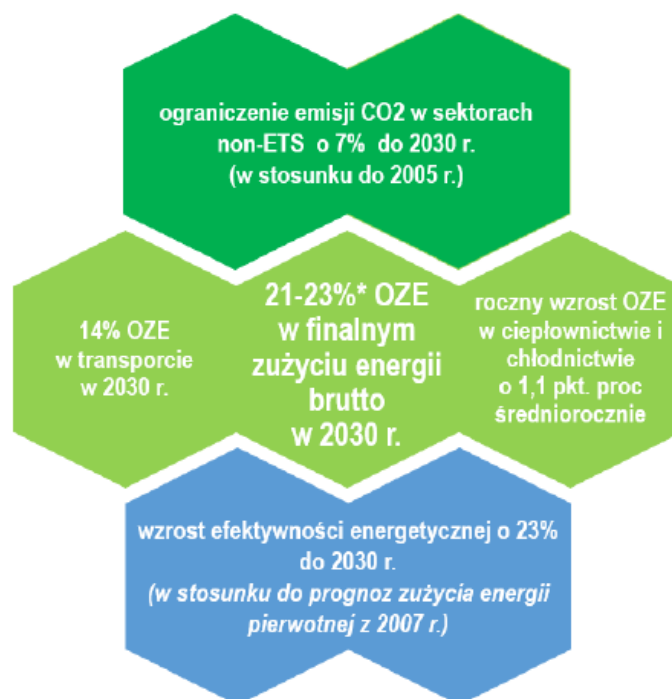 ograniczenie emisji CO2 w sektorach
non-ETS o 7% do 2030 r.
(w stosunku do 2005 r.)
14% OZE
w transporcie
w 2030 r.
21-23%* OZE
w finalnym
zużyciu energii
brutto
w 2030 r.
roczny wzrost OZE
w ciepłownictwie i
chłodnictwie
o 1,1 pkt. proc
średniorocznie
wzrost efektywności energetycznej o 23%
do 2030 r.
(w stosunku do prognoz zużycia energii
pierwotnej z 2007 r.)